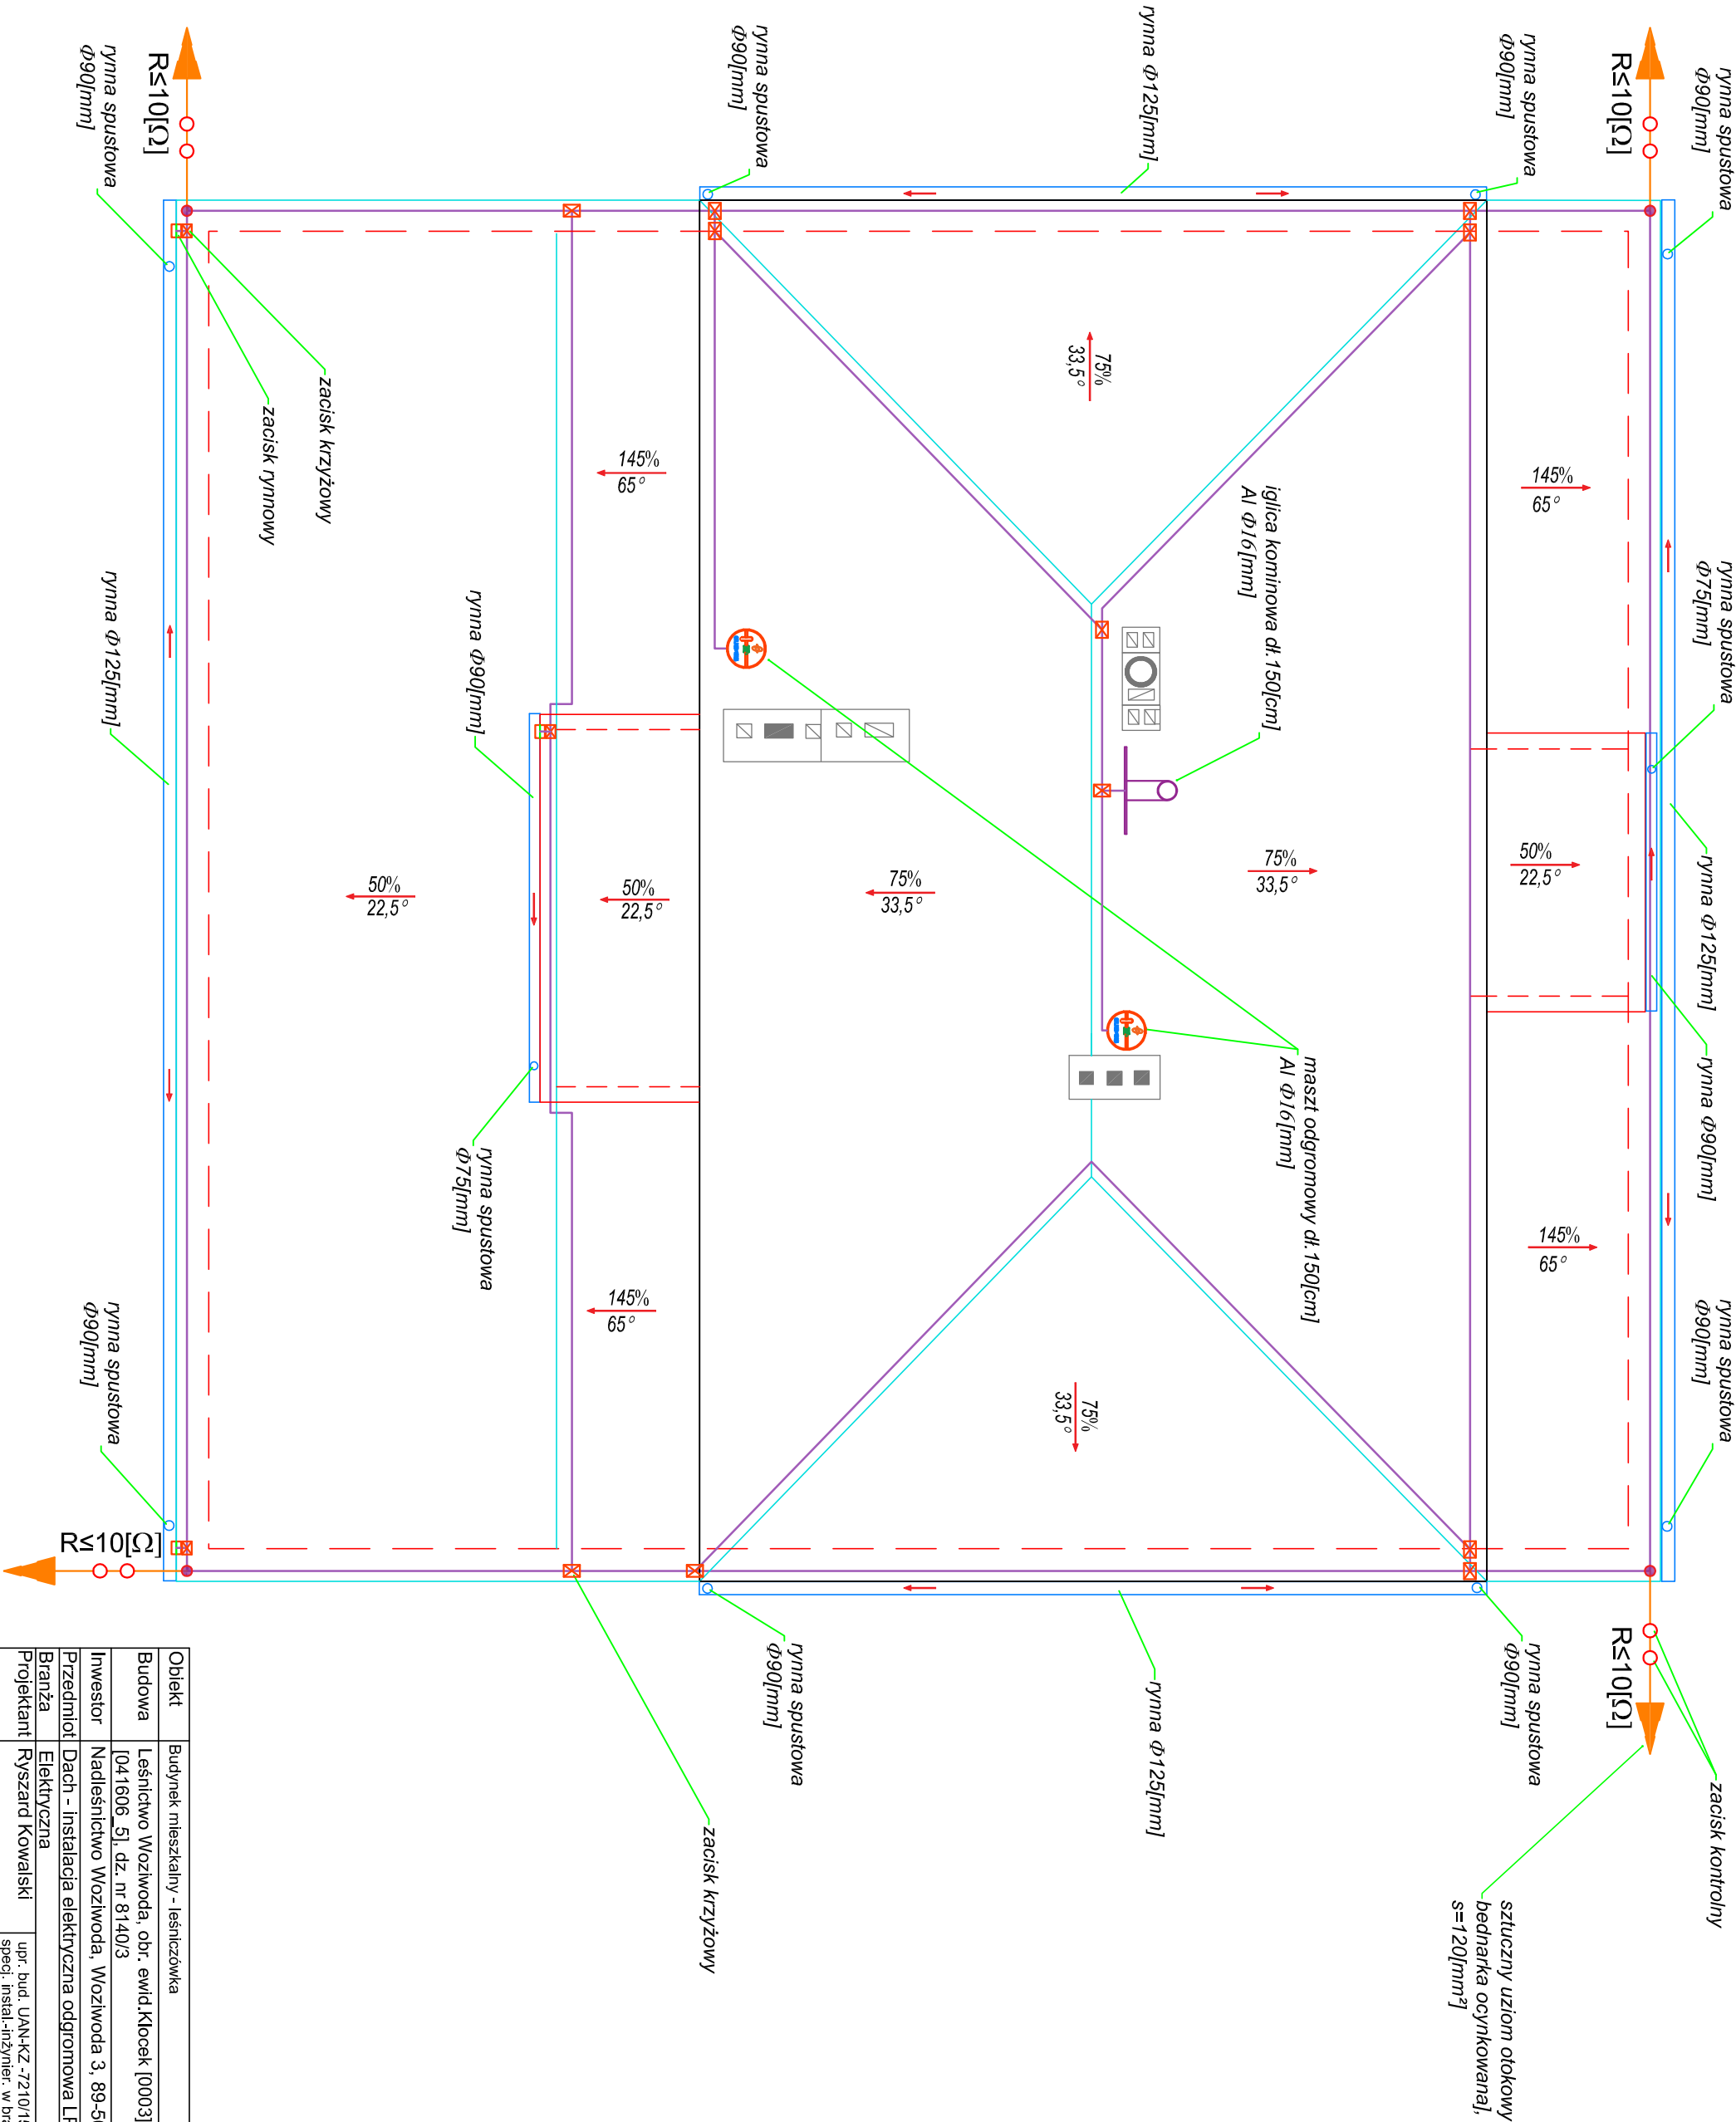 rynna spustowa
Φ90[mm]
R≤10[Ω]
rynna spustowa
Φ90[mm]
rynna Φ125[mm]
rynna spustowa
Φ90[mm]
R≤10[Ω]
rynna spustowa
Φ90[mm]
rynna spustowa
Φ75[mm]
rynna Φ125[mm]
rynna Φ90[mm]
rynna spustowa
Φ90[mm]
145%
65°
50%
22,5°
145%
65°
75%
33,5°
iglica kominowa dł.150[cm]
Al Φ16[mm]
75%
33,5°
maszt odgromowy dł.150[cm]
Al Φ16[mm]
75%
33,5°
75%
33,5°
145%
65°
50%
22,5°
145%
65°
50%
22,5°
zacisk krzyżowy
zacisk rynnowy
rynna Φ90[mm]
rynna spustowa
Φ75[mm]
rynna Φ125[mm]
rynna spustowa
Φ90[mm]
R≤10[Ω]
rynna spustowa
Φ90[mm]
rynna Φ125[mm]
rynna spustowa
Φ90[mm]
R≤10[Ω]
zacisk kontrolny
zacisk krzyżowy
sztuczny uziom otokowy
bednarka ocynkowana],
s=120[mm²]
Obiekt Budynek mieszkalny - leśniczówka
Budowa Leśnictwo Woziwoda, obr. ewid.Klocek [0003]
[041606_5], dz. nr 8140/3
Inwestor Nadleśnictwo Woziwoda, Woziwoda 3,
Przedmiot Dach - instalacja elektryczna odgromowa
Branża Elektryczna
Projektant Ryszard Kowalski
upr. bud. UAN-KZ
specj. instal.-inżynier. w